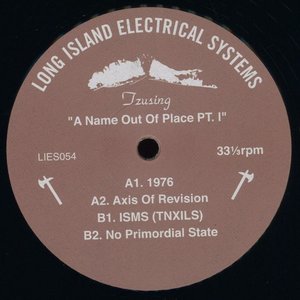 LONG ISLAND ELECTRICAL SYSTEMS
Tzusing
"A Name Out Of Place PT. I"
LIES054
33⅓rpm
A1. 1976
A2. Axis Of Revision
B1. ISMS (TNXILS)
B2. No Primordial State